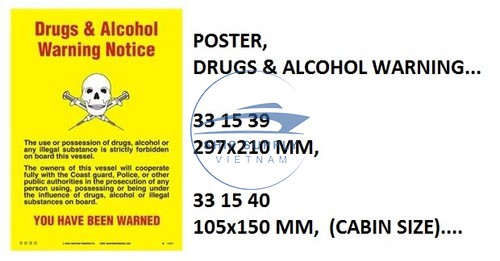 Drugs & Alcohol
Warning Notice
The use or possession of drugs, alcohol or
any illegal substance is strictly forbidden
on board this vessel.
The owners of this vessel will cooperate
fully with the Coast guard, Police, or other
public authorities in the prosecution of any
person using, possessing or being under
the influence of drugs, alcohol or illegal
substances on board.
YOU HAVE BEEN WARNED
POSTER,
DRUGS & ALCOHOL WARNING...
33 15 39
SHIP SUPPLY
VIETNAM
297x210 MM,
33 15 40
105x150 MM, (CABIN SIZE)....